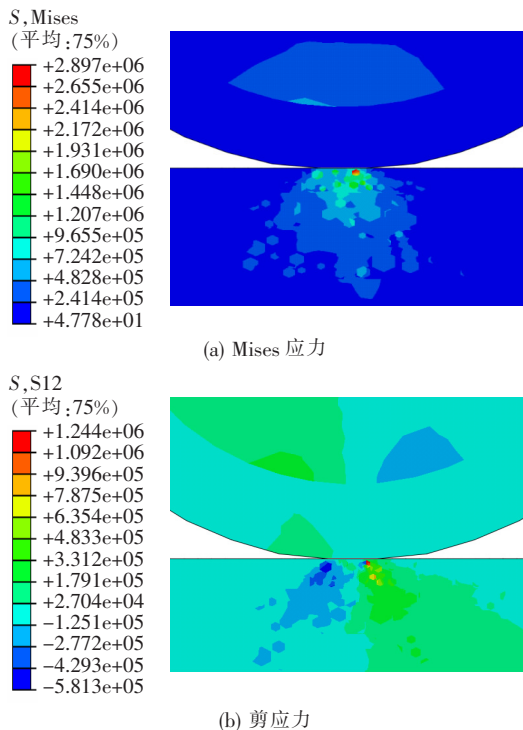 S,Mises
(平均:75%)
+2.897e+06
+2.655e+06
+2.414e+06
+2.172e+06
+1.931e+06
+1.690e+06
+1.448e+06
+1.207e+06
+9.655e+05
+7.242e+05
+4.828e+05
+2.414e+05
+4.778e+01
(a) Mises 应力
S,S12
(平均:75%)
+1.244e+06
+1.092e+06
+9.396e+05
+7.875e+05
+6.354e+05
+4.833e+05
+3.312e+05
+1.791e+05
+2.704e+04
−1.251e+05
−2.772e+05
−4.293e+05
−5.813e+05
(b) 剪应力